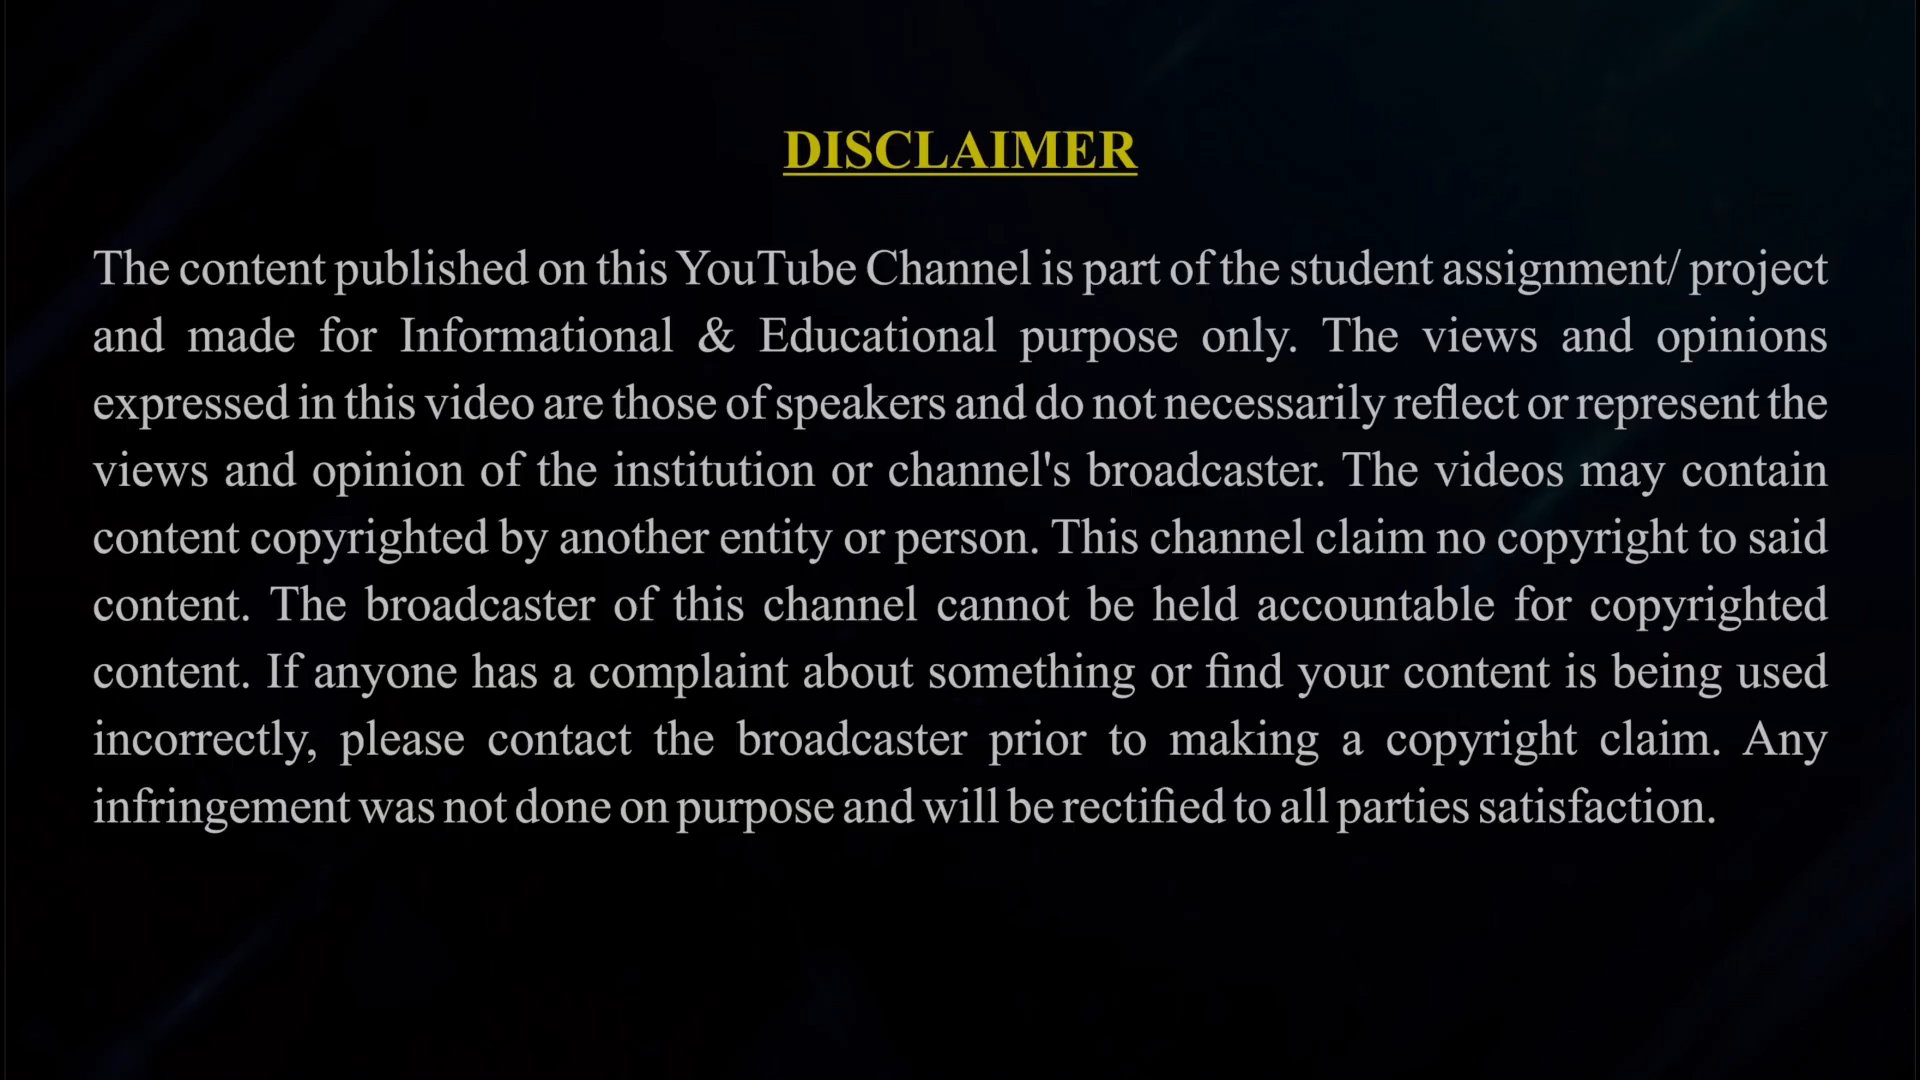 DISCLAIMER
The content published on this YouTube Channel is part of the student assignment/ project
and made for Informational & Educational purpose only. The views and opinions
expressed in this video are those of speakers and do not necessarily reflect or represent the
views and opinion of the institution or channel's broadcaster. The videos may contain
content copyrighted by another entity or person. This channel claim no copyright to said
content. The broadcaster of this channel cannot be held accountable for copyrighted
content. If anyone has a complaint about something or find your content is being used
incorrectly, please contact the broadcaster prior to making a copyright claim. Any
infringement was not done on purpose and will be rectified to all parties satisfaction.